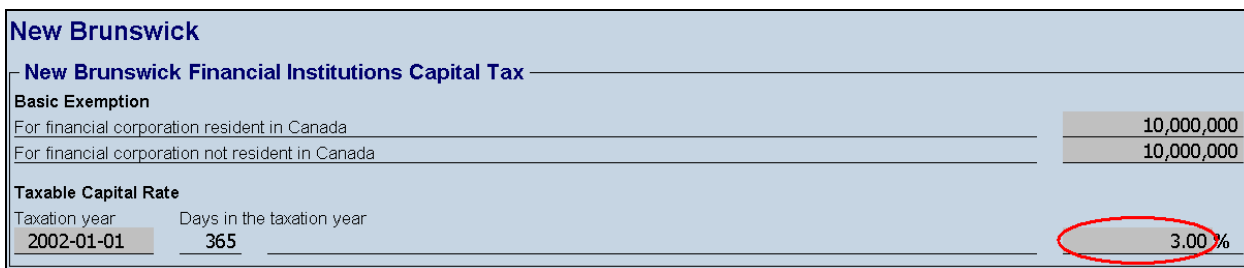 New Brunswick
New Brunswick Financial Institutions Capital Tax
Basic Exemption
For financial corporation resident in Canada 10,000,000
For financial corporation not resident in Canada 10,000,000
Taxable Capital Rate
Taxation year Days in the taxation year
2002-01-01 365 3.00 %